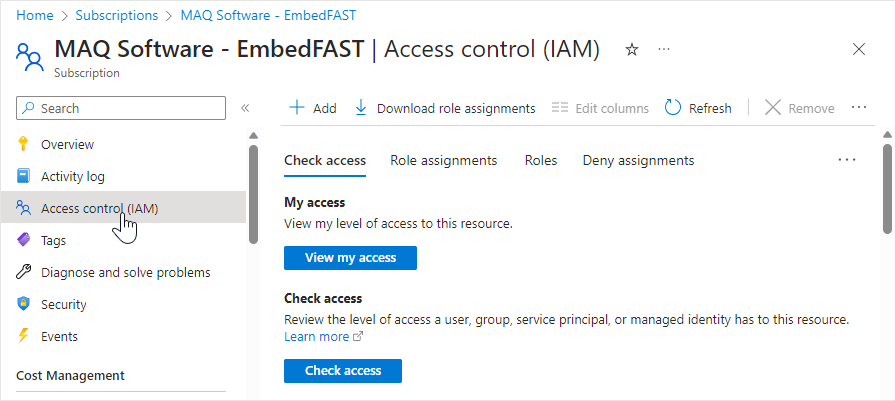 Home > Subscriptions > MAQ Software - EmbedFAST
MAQ Software - EmbedFAST | Access control (IAM)
Subscription
Search
Add
Download role assignments
Edit columns
Refresh
Remove
Overview
Activity log
Access control (IAM)
Tags
Diagnose and solve problems
Security
Events
Cost Management
Check access
Role assignments
Roles
Deny assignments
My access
View my level of access to this resource.
View my access
Check access
Review the level of access a user, group, service principal, or managed identity has to this resource.
Learn more
Check access